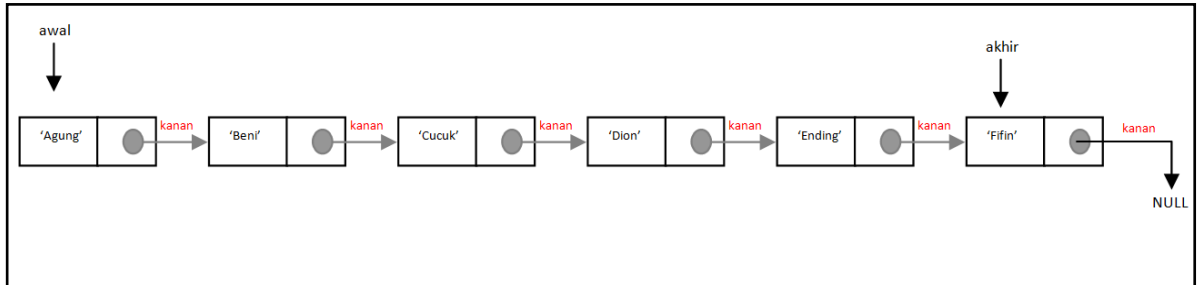 awal
akhir
‘Agung’
kanan
‘Beni’
kanan
‘Cucuk’
kanan
‘Dion’
kanan
‘Ending’
kanan
‘Fifin’
kanan
NULL